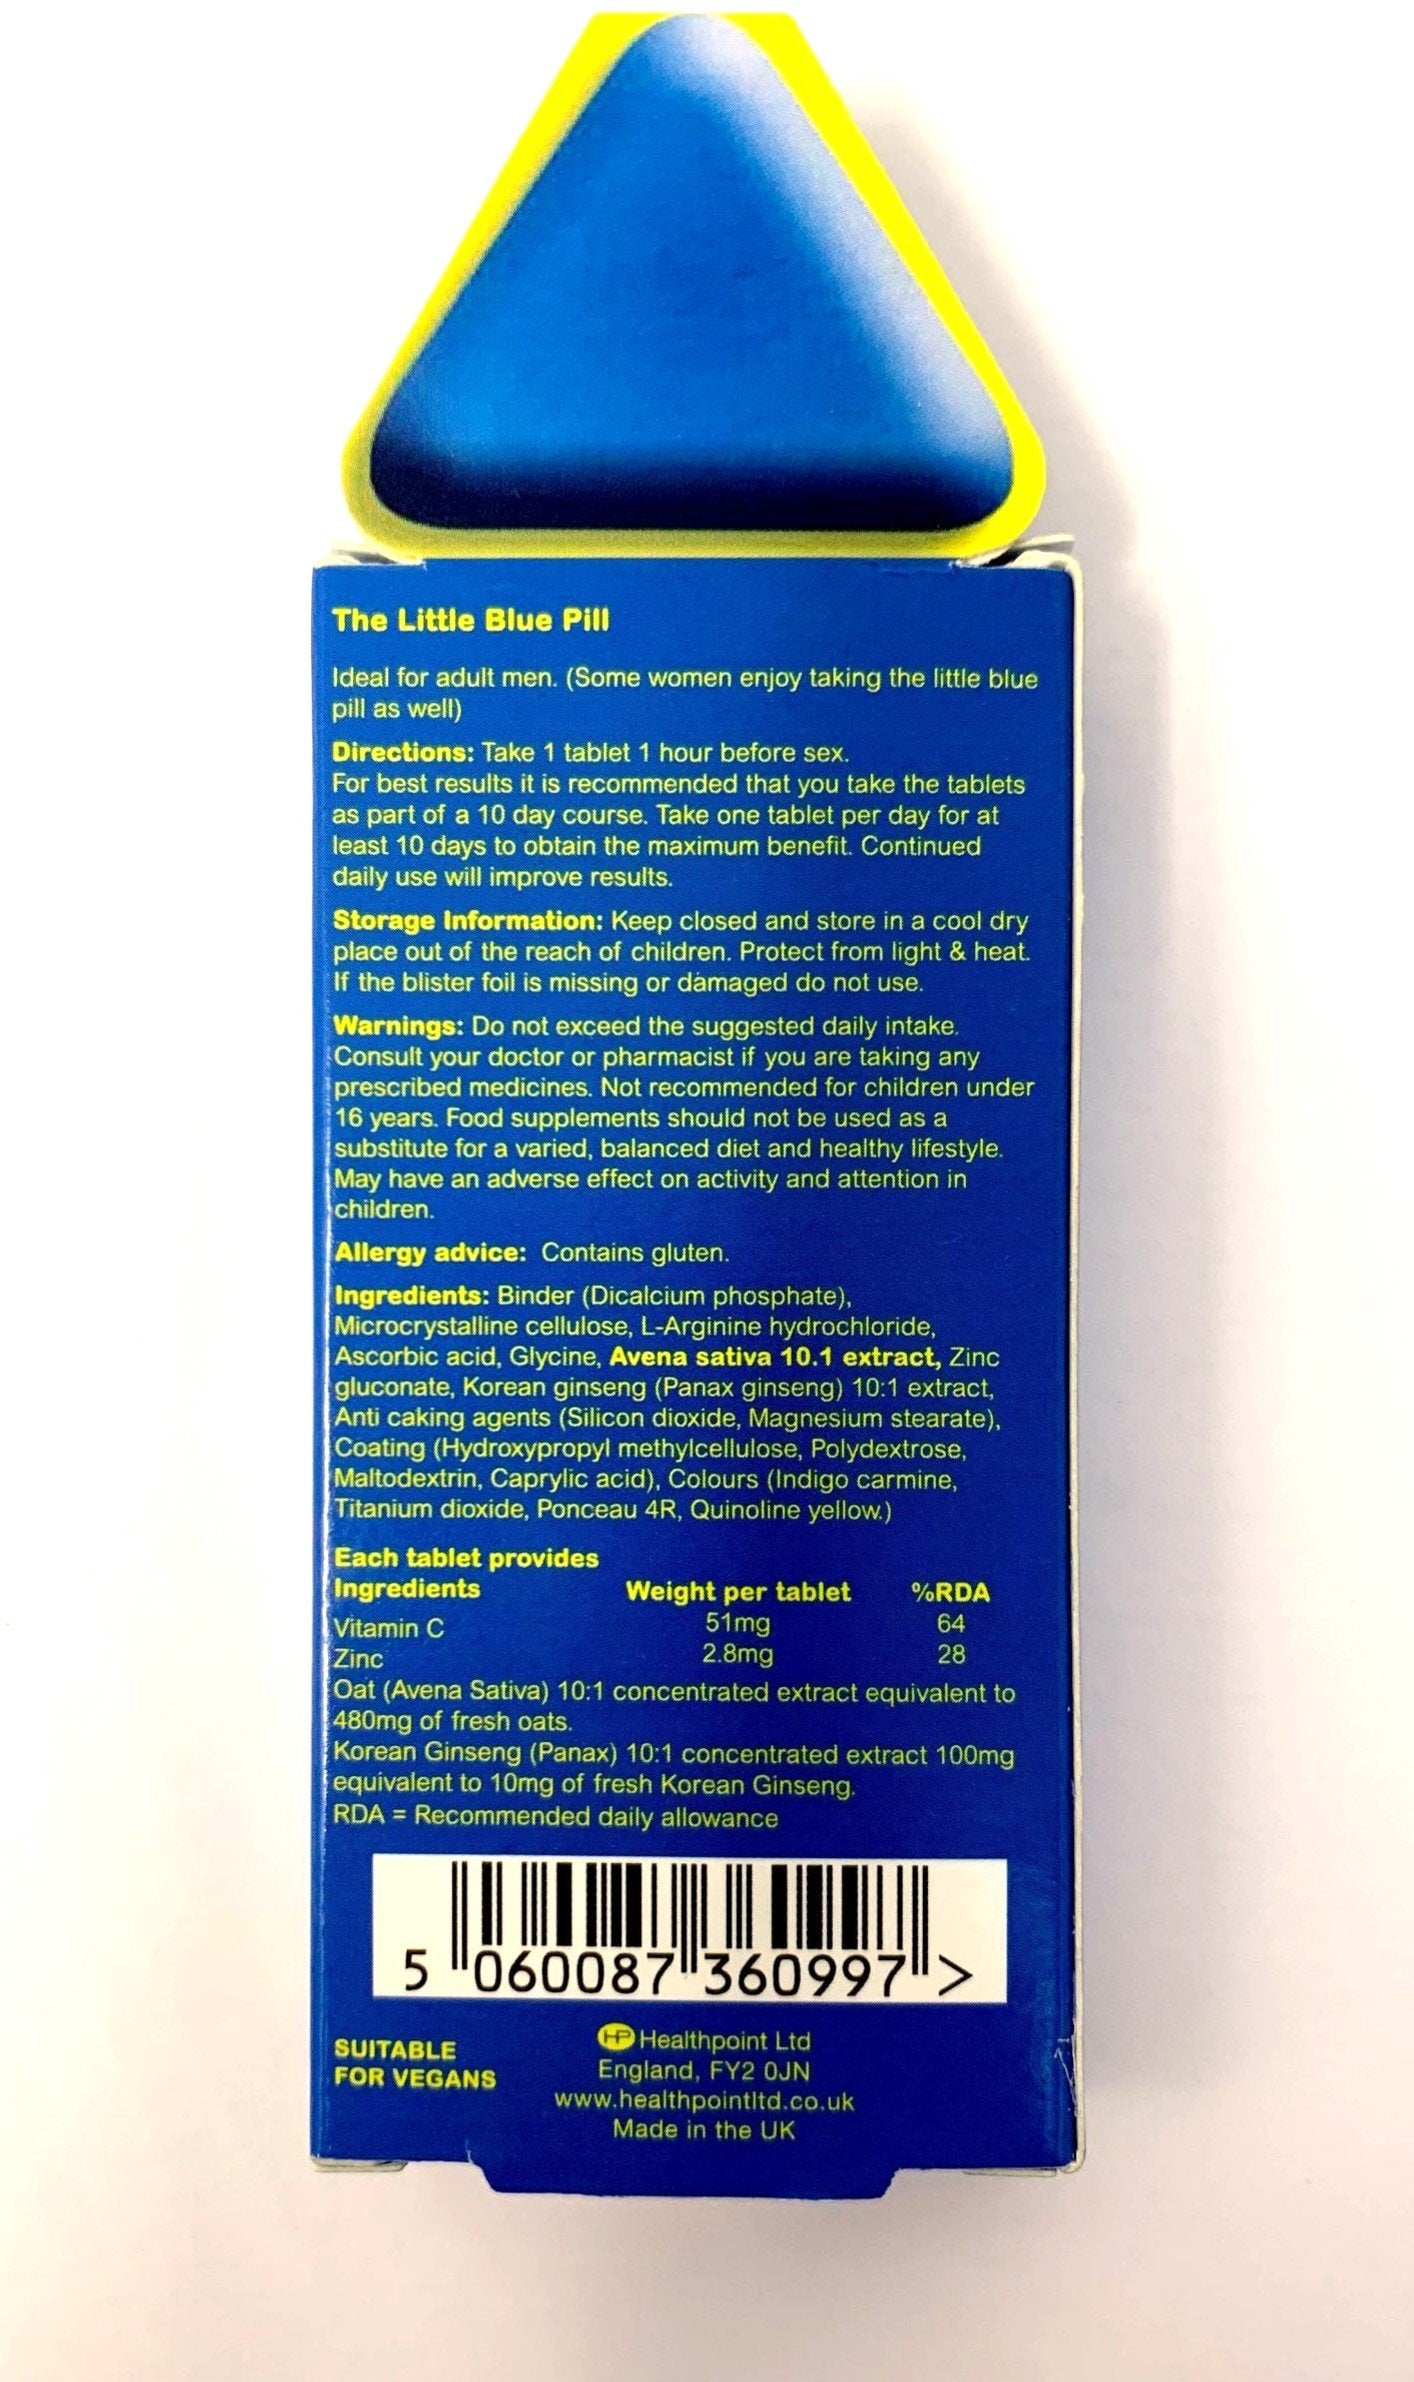 The Little Blue Pill
Ideal for adult men. (Some women enjoy taking the little blue
pill as well)
Directions: Take 1 tablet 1 hour before sex.
For best results it is recommended that you take the tablets
as part of a 10 day course. Take one tablet per day for at
least 10 days to obtain the maximum benefit. Continued
daily use will improve results.
Storage Information: Keep closed and store in a cool dry
place out of the reach of children. Protect from light & heat.
If the blister foil is missing or damaged do not use.
Warnings: Do not exceed the suggested daily intake.
Consult your doctor or pharmacist if you are taking any
prescribed medicines. Not recommended for children under
16 years. Food supplements should not be used as a
substitute for a varied, balanced diet and healthy lifestyle.
May have an adverse effect on activity and attention in
children.
Allergy advice: Contains gluten.
Ingredients: Binder (Dicalcium phosphate),
Microcrystalline cellulose, L-Arginine hydrochloride,
Ascorbic acid, Glycine, Avena sativa 10.1 extract, Zinc
gluconate, Korean ginseng (Panax ginseng) 10:1 extract,
Anti caking agents (Silicon dioxide, Magnesium stearate),
Coating (Hydroxypropyl methylcellulose, Polydextrose,
Maltodextrin, Caprylic acid), Colours (Indigo carmine,
Titanium dioxide, Ponceau 4R, Quinoline yellow.)
Each tablet provides
Ingredients Weight per tablet %RDA
Vitamin C 51mg 64
Zinc 2.8mg 28
Oat (Avena Sativa) 10:1 concentrated extract equivalent to
480mg of fresh oats.
Korean Ginseng (Panax) 10:1 concentrated extract 100mg
equivalent to 10mg of fresh Korean Ginseng.
RDA = Recommended daily allowance
5 060087 360997 >
SUITABLE
FOR VEGANS
HP Healthpoint Ltd
England, FY2 0JN
www.healthpointltd.co.uk
Made in the UK